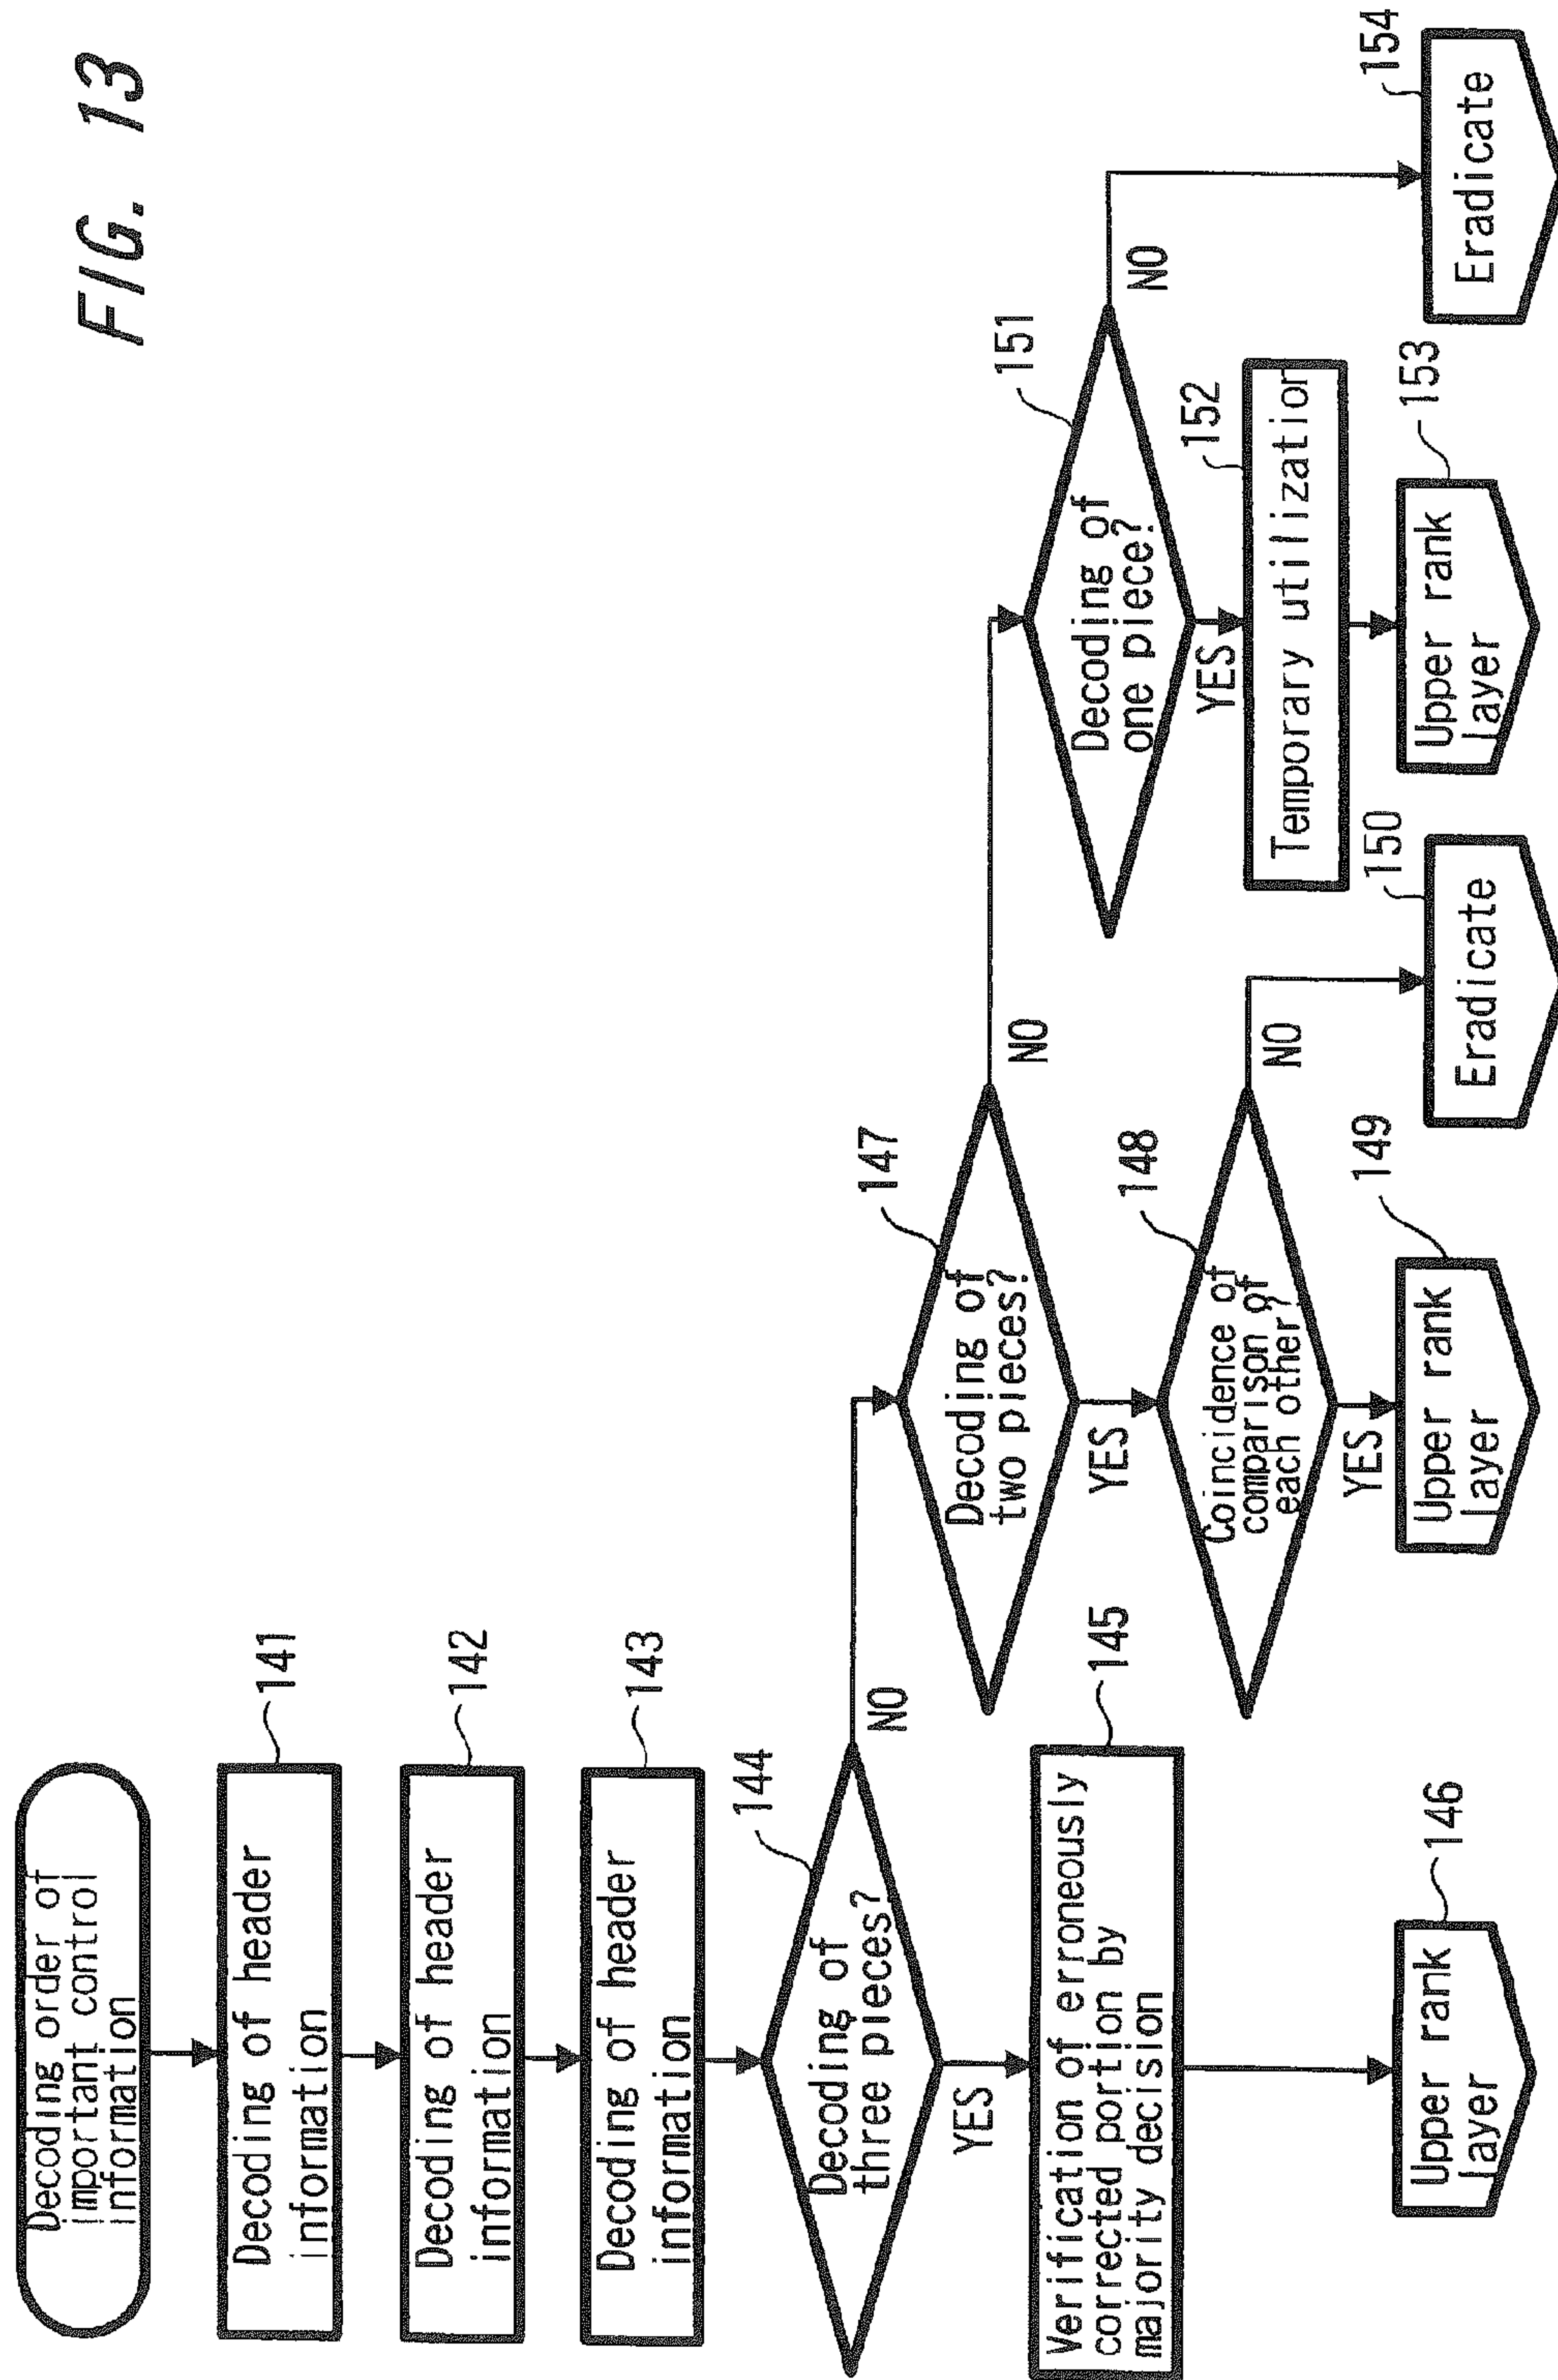 FIG. 13
Decoding order of
important control
information
141
Decoding of header
information
142
Decoding of header
information
143
Decoding of header
information
144
Decoding of
three pieces?
NO
YES
145
Verification of erroneously
corrected portion by
majority decision
146
Upper rank
layer
147
Decoding of
two pieces?
NO
YES
148
Coincidence of
comparison of
each other?
NO
YES
149
Upper rank
layer
150
Eradicate
151
Decoding of
one piece?
NO
YES
152
Temporary utilization
153
Upper rank
layer
154
Eradicate